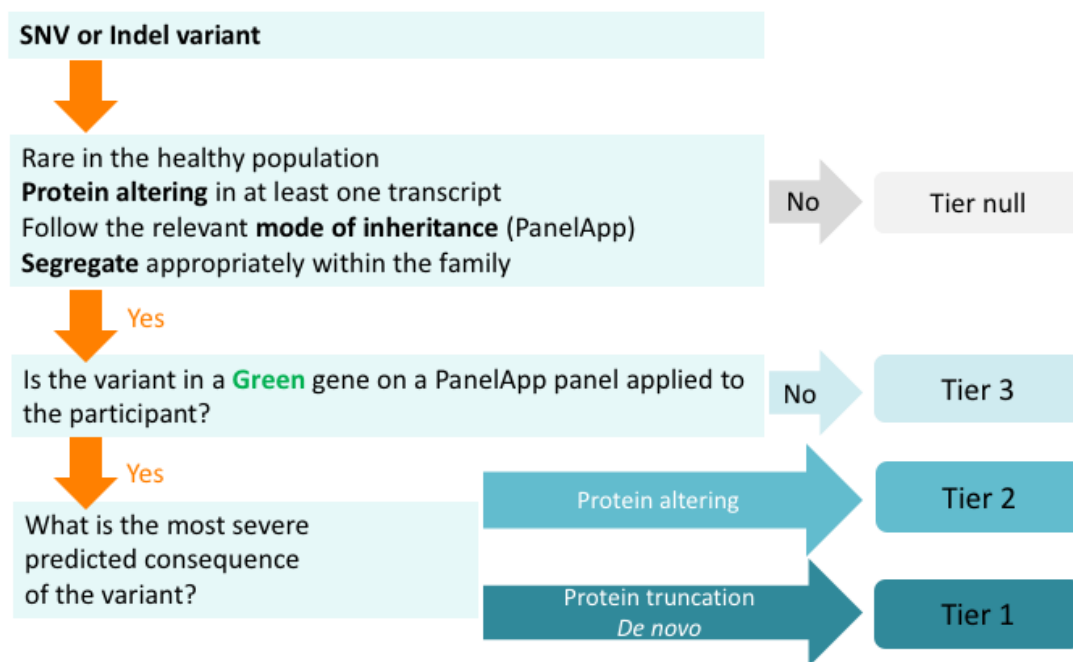 SNV or Indel variant
Rare in the healthy population
Protein altering in at least one transcript
Follow the relevant mode of inheritance (PanelApp)
Segregate appropriately within the family
No
Tier null
Yes
Is the variant in a Green gene on a PanelApp panel applied to
the participant?
No
Tier 3
Yes
What is the most severe
predicted consequence
of the variant?
Protein altering
Tier 2
Protein truncation
De novo
Tier 1